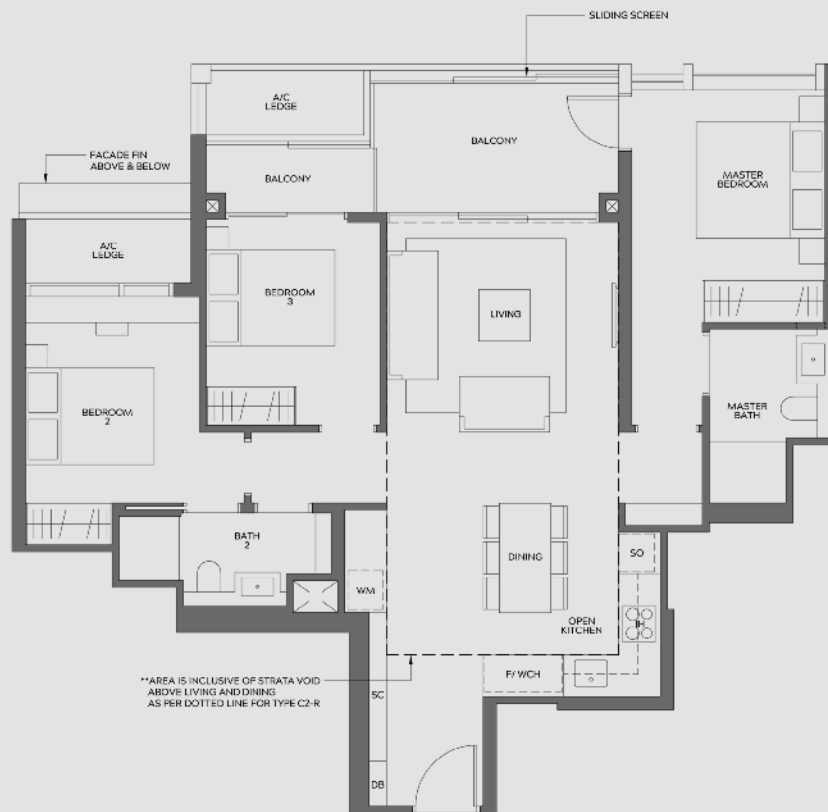 SLIDING SCREEN
A/C
LEDGE
BALCONY
FACADE FIN
ABOVE & BELOW
BALCONY
MASTER
BEDROOM
A/C
LEDGE
BEDROOM
3
LIVING
BEDROOM
2
MASTER
BATH
BATH
2
DINING
SO
WM
OPEN
KITCHEN
IH
F/WCH
**AREA IS INCLUSIVE OF STRATA VOID
ABOVE LIVING AND DINING
AS PER DOTTED LINE FOR TYPE C2-R
SC
DB